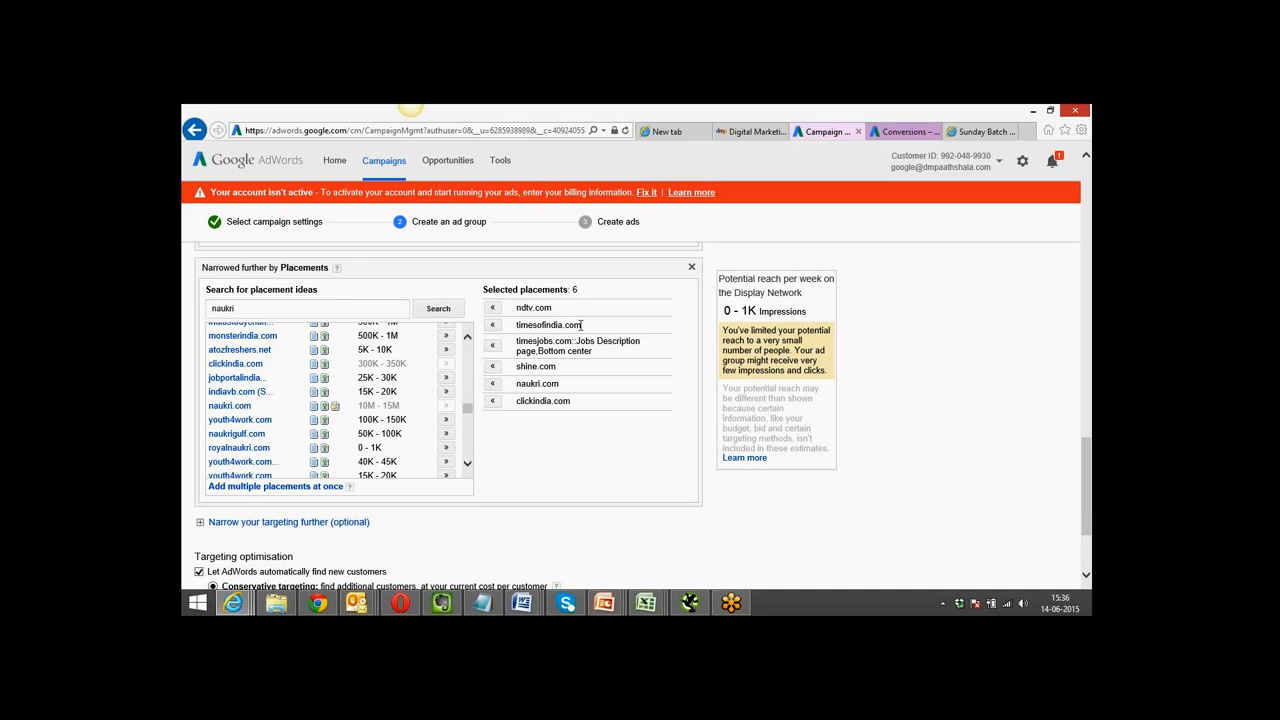 https://adwords.google.com/cm/CampaignMgmt?authuser=0&__u=6285938989&__c=40924055
New tab
Digital Marketi...
Campaign ...
Conversions – ...
Sunday Batch ...
Google AdWords
Home
Campaigns
Opportunities
Tools
Customer ID: 992-048-9930
google@dmpaathshala.com
Your account isn't active - To activate your account and start running your ads, enter your billing information. Fix it | Learn more
Select campaign settings
2 Create an ad group
3 Create ads
Narrowed further by Placements ?
Search for placement ideas
naukri
Search
monsterindia.com 500K - 1M
atozfreshers.net 5K - 10K
clickindia.com 300K - 350K
jobportalindia... 25K - 30K
indiavb.com (S... 15K - 20K
naukri.com 10M - 15M
youth4work.com 100K - 150K
naukrigulf.com 50K - 100K
royalnaukri.com 0 - 1K
youth4work.com... 40K - 45K
youth4work.com 15K - 20K
Add multiple placements at once ?
Selected placements: 6
ndtv.com
timesofindia.com
timesjobs.com::Jobs Description
page,Bottom center
shine.com
naukri.com
clickindia.com
Potential reach per week on
the Display Network
0 - 1K Impressions
You've limited your potential
reach to a very small
number of people. Your ad
group might receive very
few impressions and clicks.
Your potential reach may
be different than shown
because certain
information, like your
budget, bid and certain
targeting methods, isn't
included in these estimates.
Learn more
Narrow your targeting further (optional)
Targeting optimisation
Let AdWords automatically find new customers
Conservative targeting: find additional customers, at your current cost per customer ?
15:36
14-06-2015